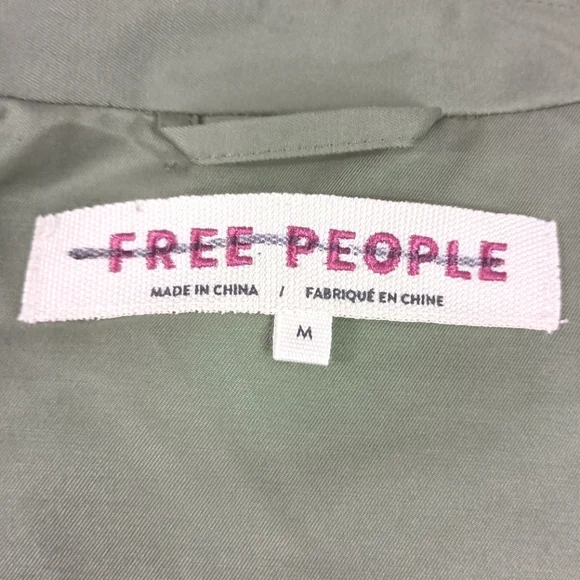 FREE PEOPLE
MADE IN CHINA / FABRIQUÉ EN CHINE
M